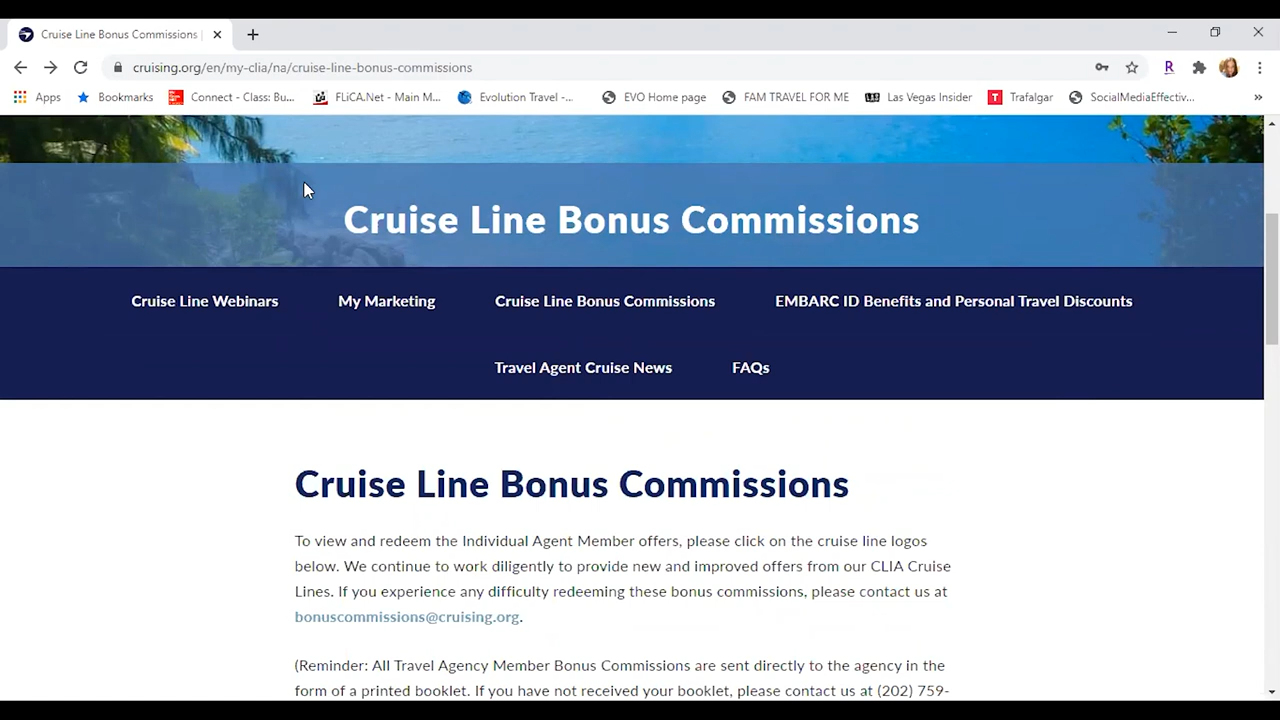 Cruise Line Bonus Commissions |
cruising.org/en/my-clia/na/cruise-line-bonus-commissions
R
Apps Bookmarks Connect - Class: Bu... FLiCA.Net - Main M... Evolution Travel -... EVO Home page FAM TRAVEL FOR ME Las Vegas Insider T Trafalgar SocialMediaEffectiv... »
Cruise Line Bonus Commissions
Cruise Line Webinars My Marketing Cruise Line Bonus Commissions EMBARC ID Benefits and Personal Travel Discounts
Travel Agent Cruise News FAQs
Cruise Line Bonus Commissions
To view and redeem the Individual Agent Member offers, please click on the cruise line logos
below. We continue to work diligently to provide new and improved offers from our CLIA Cruise
Lines. If you experience any difficulty redeeming these bonus commissions, please contact us at
bonuscommissions@cruising.org.
(Reminder: All Travel Agency Member Bonus Commissions are sent directly to the agency in the
form of a printed booklet. If you have not received your booklet, please contact us at (202) 759-